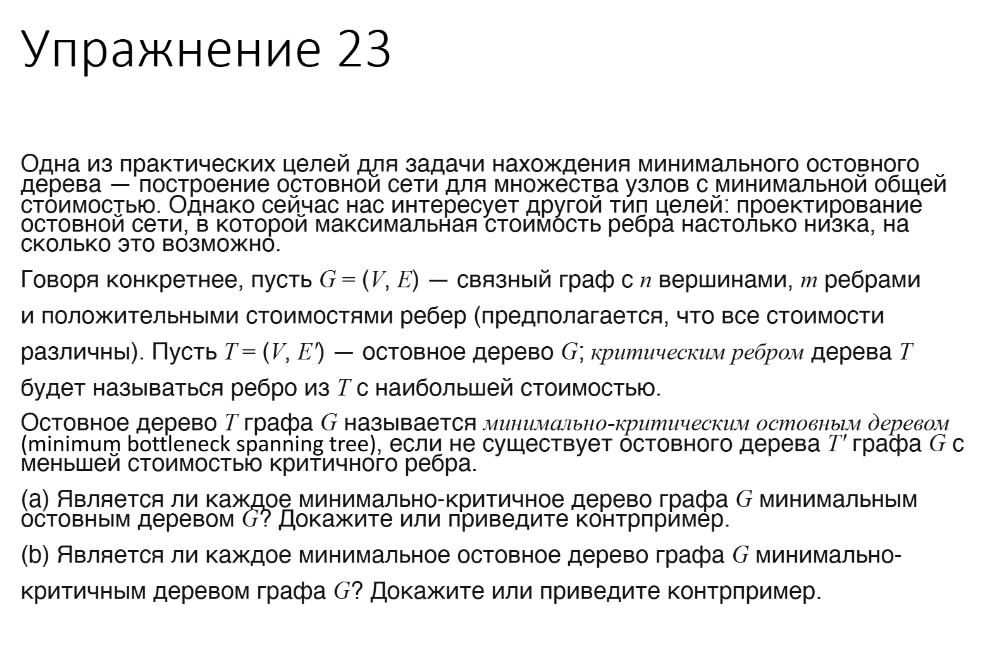 Упражнение 23
Одна из практических целей для задачи нахождения минимального остовного
дерева — построение остовной сети для множества узлов с минимальной общей
стоимостью. Однако сейчас нас интересует другой тип целей: проектирование
остовной сети, в которой максимальная стоимость ребра настолько низка, на
сколько это возможно.
Говоря конкретнее, пусть G = (V, E) — связный граф с n вершинами, m ребрами
и положительными стоимостями ребер (предполагается, что все стоимости
различны). Пусть T = (V, E') — остовное дерево G; критическим ребром дерева T
будет называться ребро из T с наибольшей стоимостью.
Остовное дерево T графа G называется минимально-критическим остовным деревом
(minimum bottleneck spanning tree), если не существует остовного дерева T' графа G с
меньшей стоимостью критичного ребра.
(a) Является ли каждое минимально-критичное дерево графа G минимальным
остовным деревом G? Докажите или приведите контрпример.
(b) Является ли каждое минимальное остовное дерево графа G минимально-
критичным деревом графа G? Докажите или приведите контрпример.